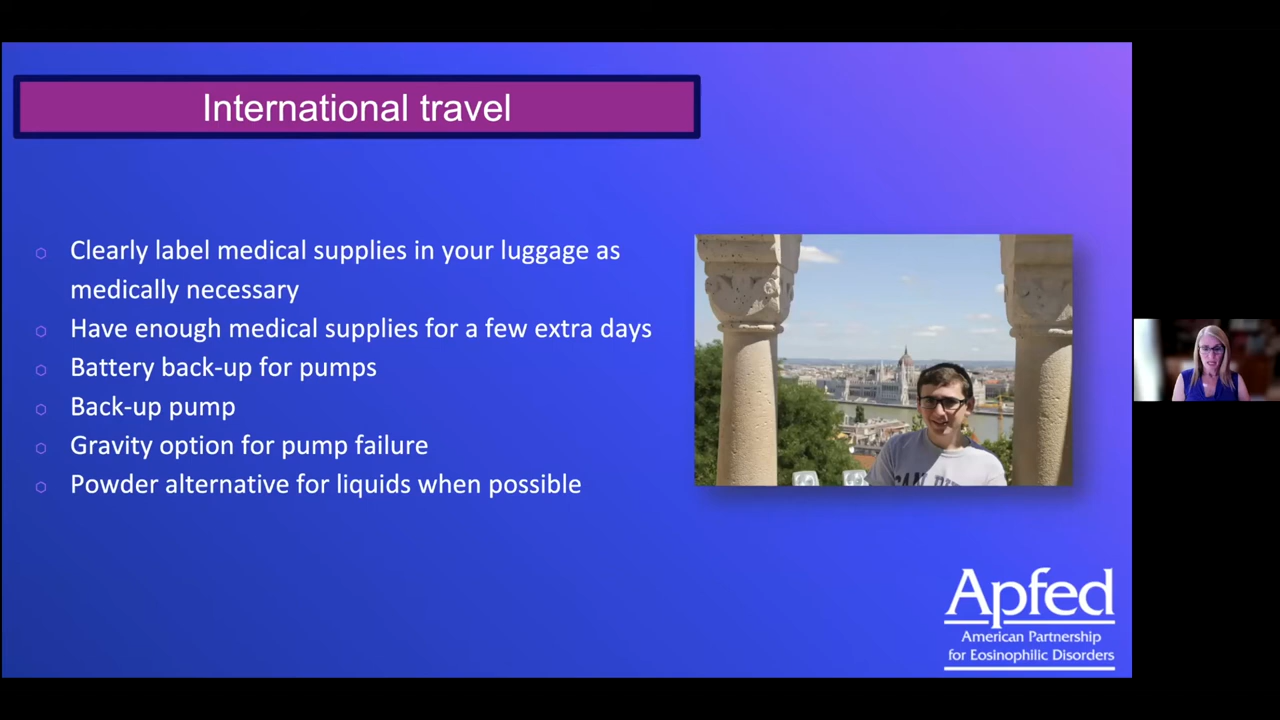 International travel
Clearly label medical supplies in your luggage as
medically necessary
Have enough medical supplies for a few extra days
Battery back-up for pumps
Back-up pump
Gravity option for pump failure
Powder alternative for liquids when possible
Apfed
American Partnership
for Eosinophilic Disorders